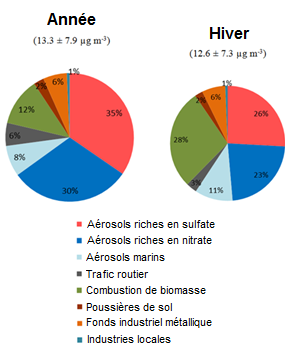 Année
(13.3 ± 7.9 µg m-3)
1%
2%
6%
12%
35%
6%
8%
30%
Hiver
(12.6 ± 7.3 µg m-3)
1%
2%
6%
26%
28%
3%
11%
23%
Aérosols riches en sulfate
Aérosols riches en nitrate
Aérosols marins
Trafic routier
Combustion de biomasse
Poussières de sol
Fonds industriel métallique
Industries locales